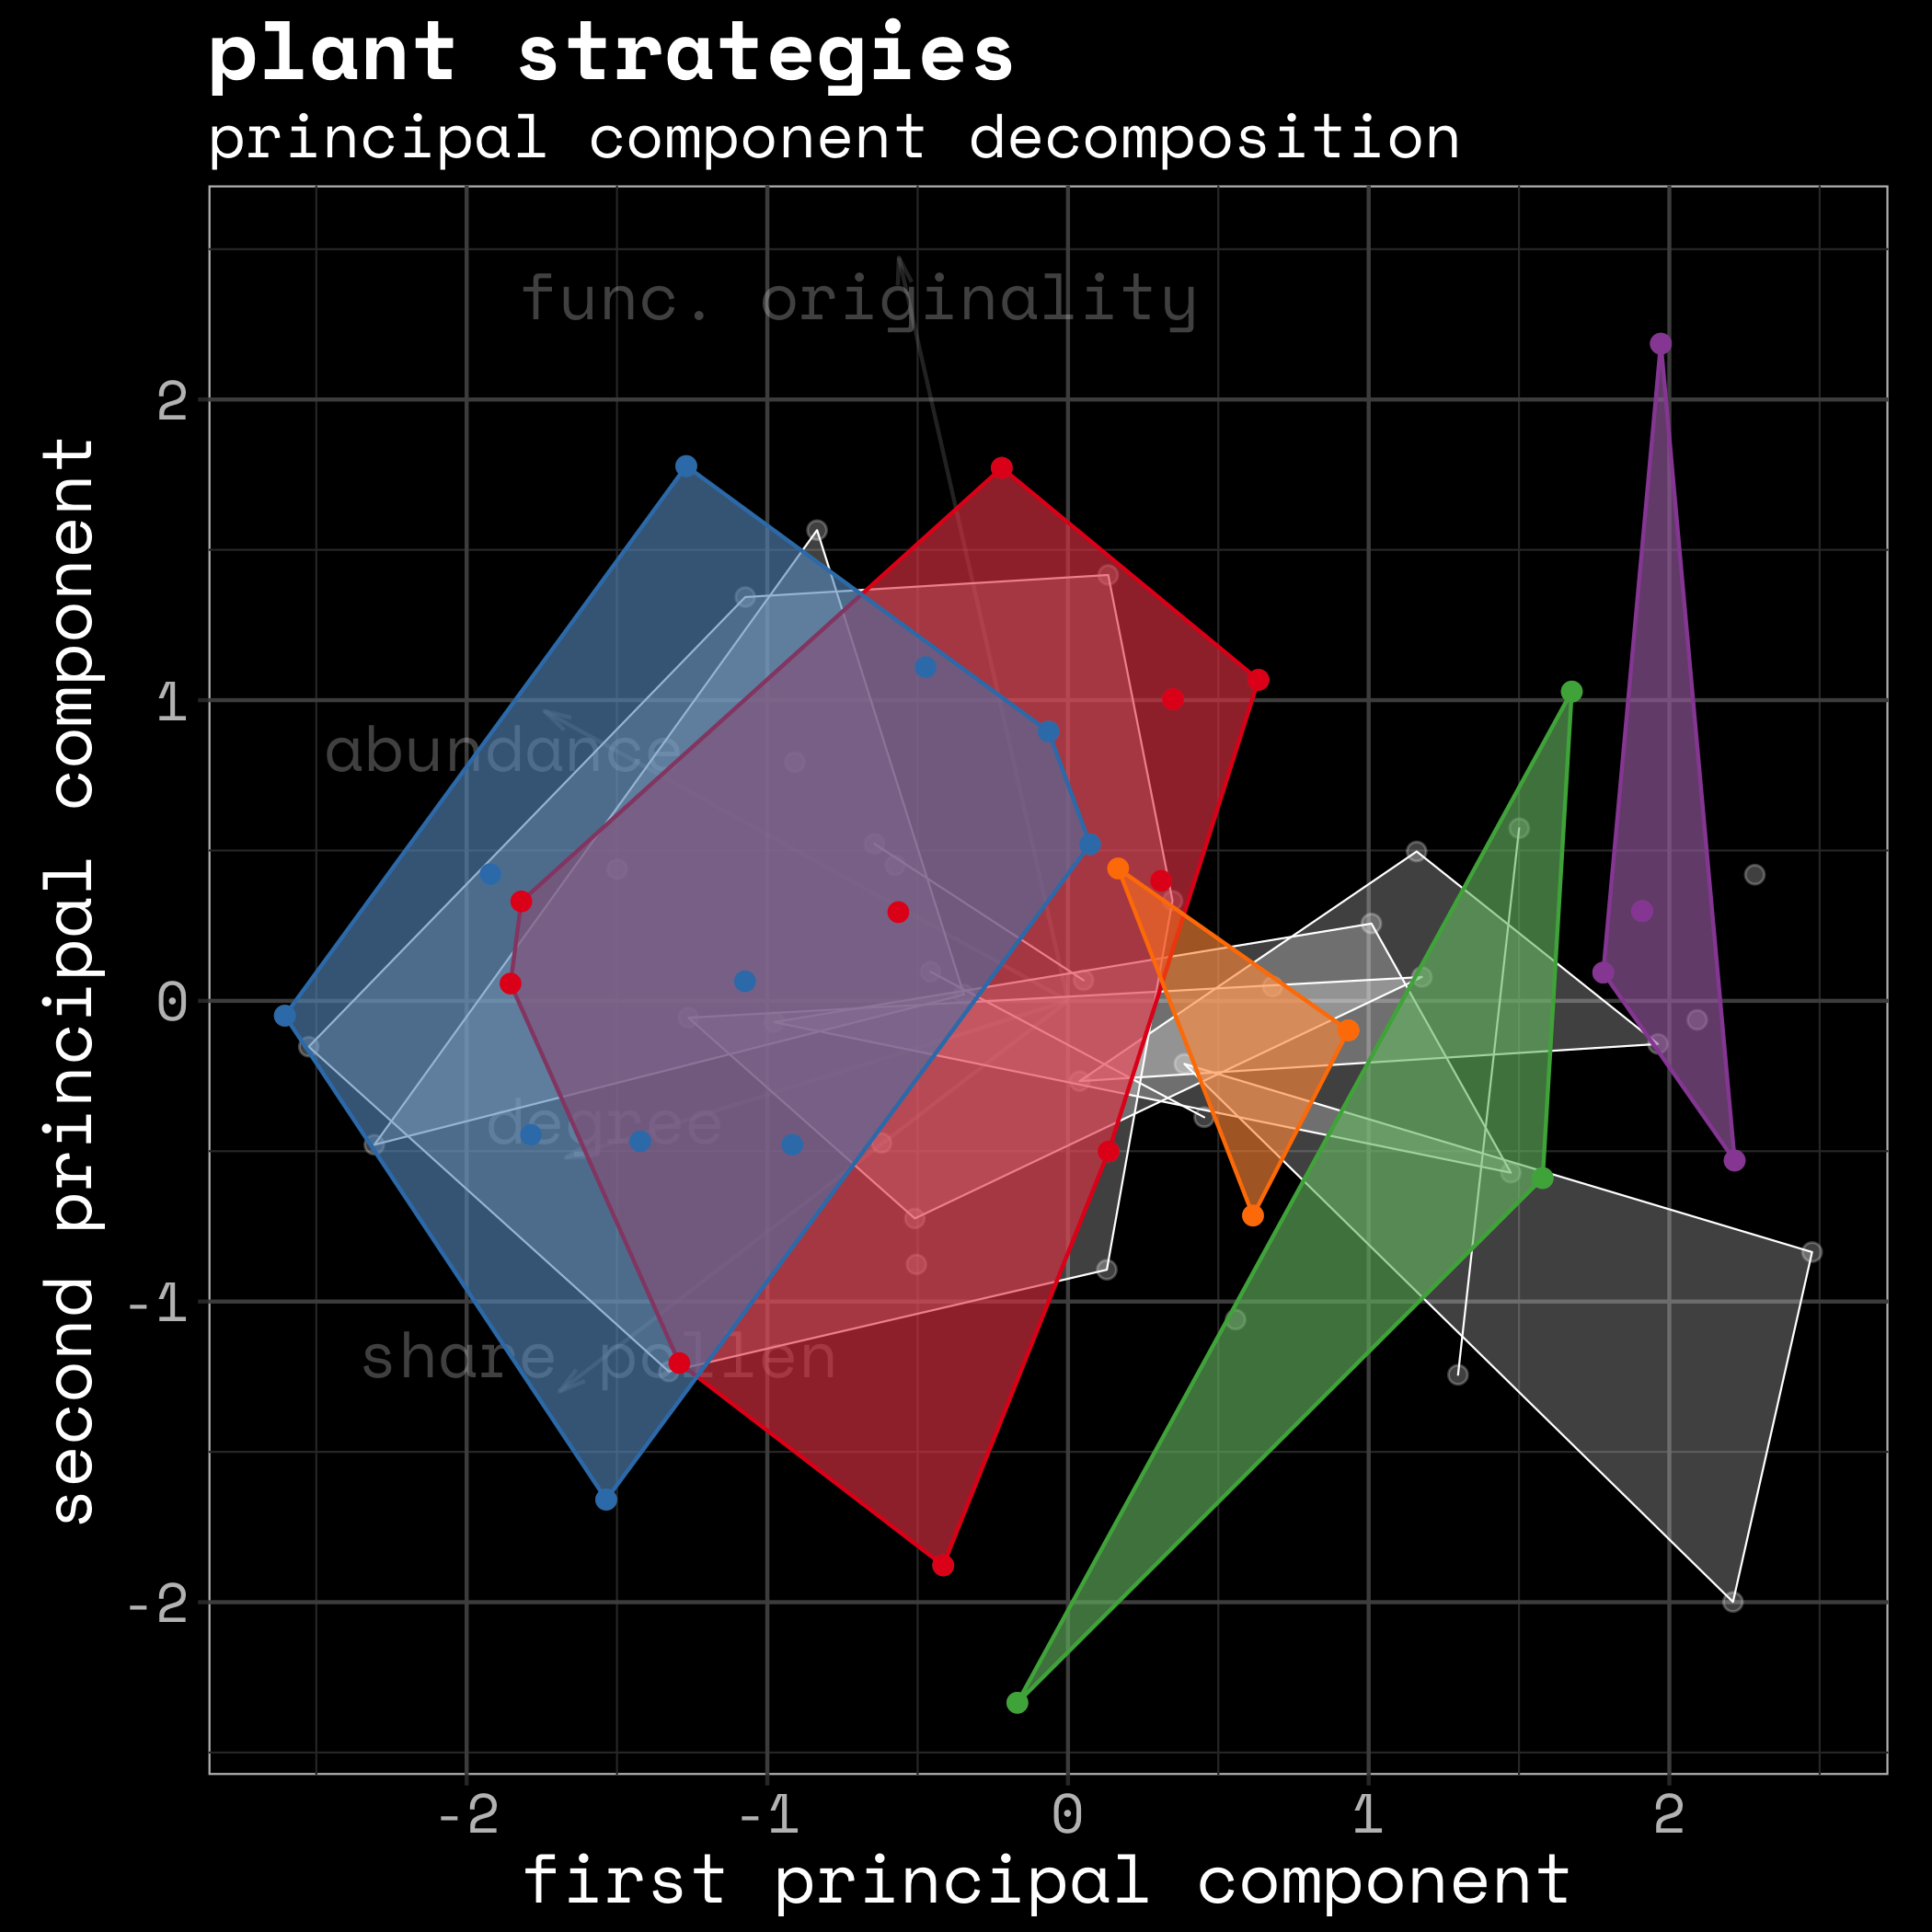 plant strategies
principal component decomposition
func. originality
abundance
degree
share pollen
second principal component
2
1
0
-1
-2
-2 -1 0 1 2
first principal component